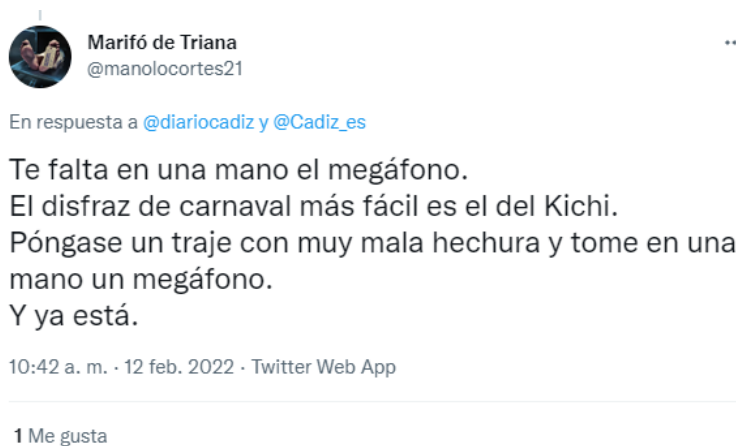 Marifó de Triana
@manolocortes21
En respuesta a @diariocadiz y @Cadiz_es
Te falta en una mano el megáfono.
El disfraz de carnaval más fácil es el del Kichi.
Póngase un traje con muy mala hechura y tome en una
mano un megáfono.
Y ya está.
10:42 a. m. · 12 feb. 2022 · Twitter Web App
1 Me gusta